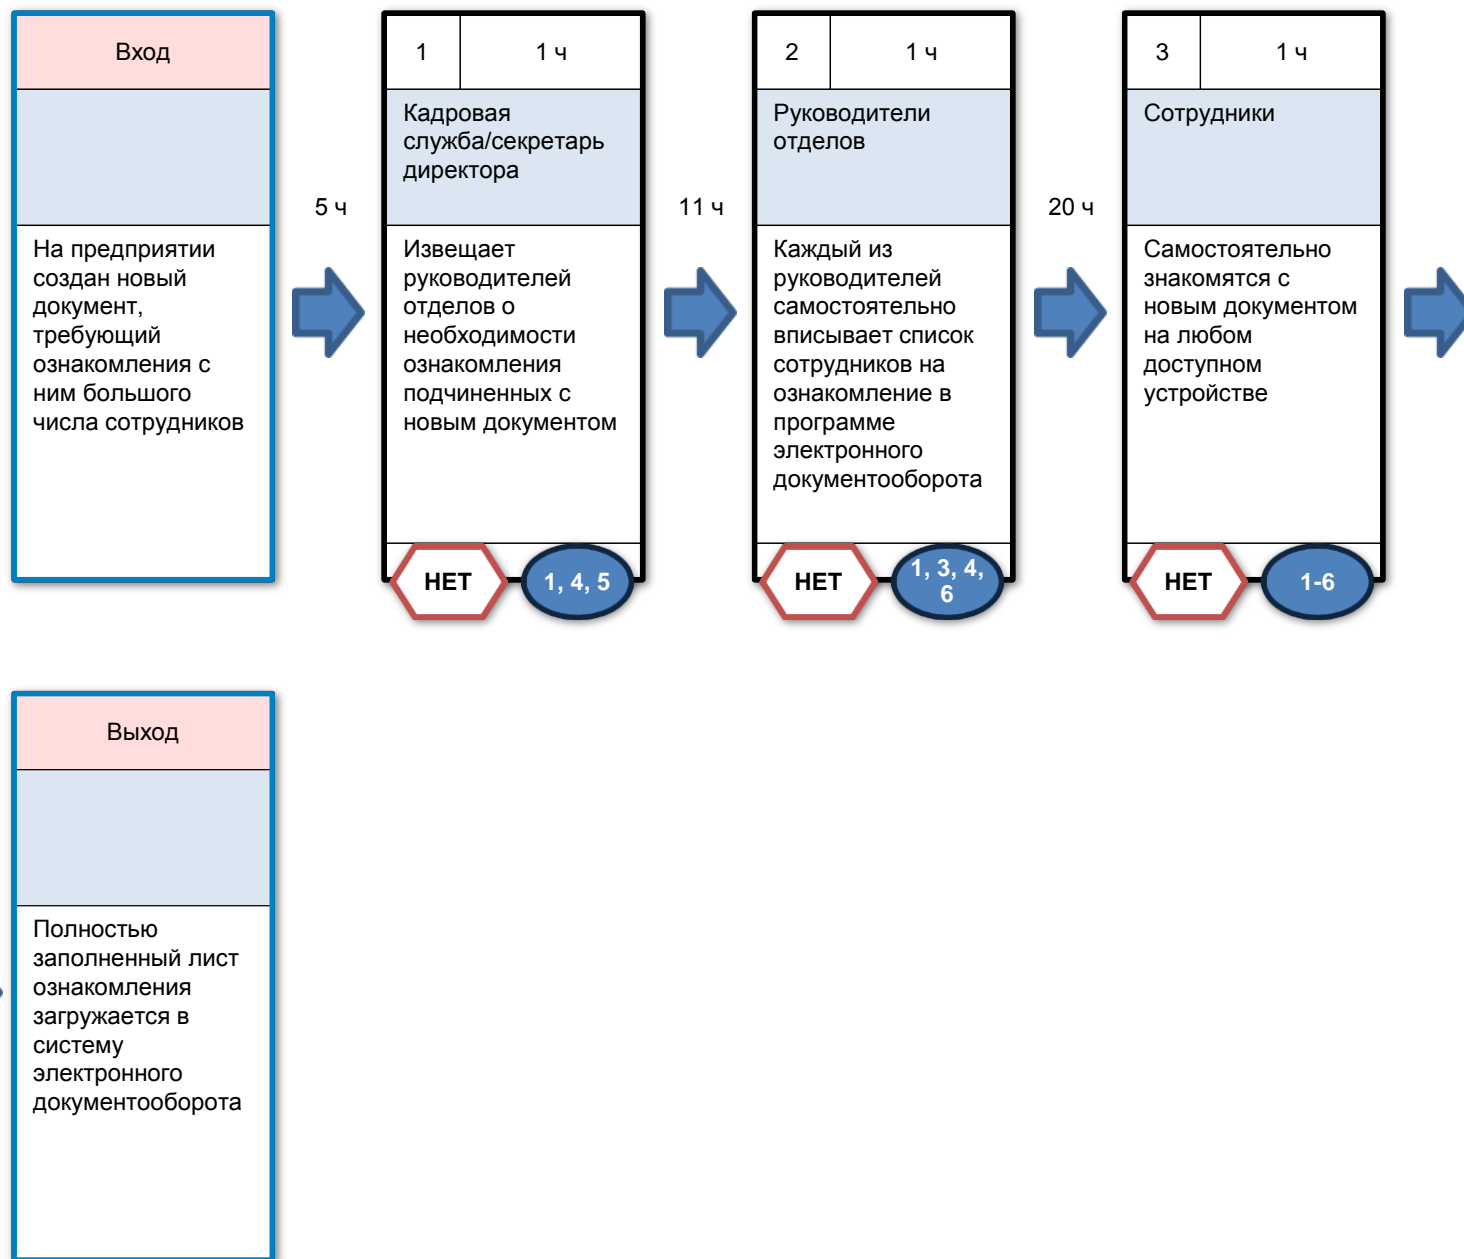 Вход
На предприятии
создан новый
документ,
требующий
ознакомления с
ним большого
числа сотрудников
5 ч
1
1 ч
Кадровая
служба/секретарь
директора
Извещает
руководителей
отделов о
необходимости
ознакомления
подчиненных с
новым документом
НЕТ
1, 4, 5
11 ч
2
1 ч
Руководители
отделов
Каждый из
руководителей
самостоятельно
вписывает список
сотрудников на
ознакомление в
программе
электронного
документооборота
НЕТ
1, 3, 4,
6
20 ч
3
1 ч
Сотрудники
Самостоятельно
знакомятся с
новым документом
на любом
доступном
устройстве
НЕТ
1-6
Выход
Полностью
заполненный лист
ознакомления
загружается в
систему
электронного
документооборота